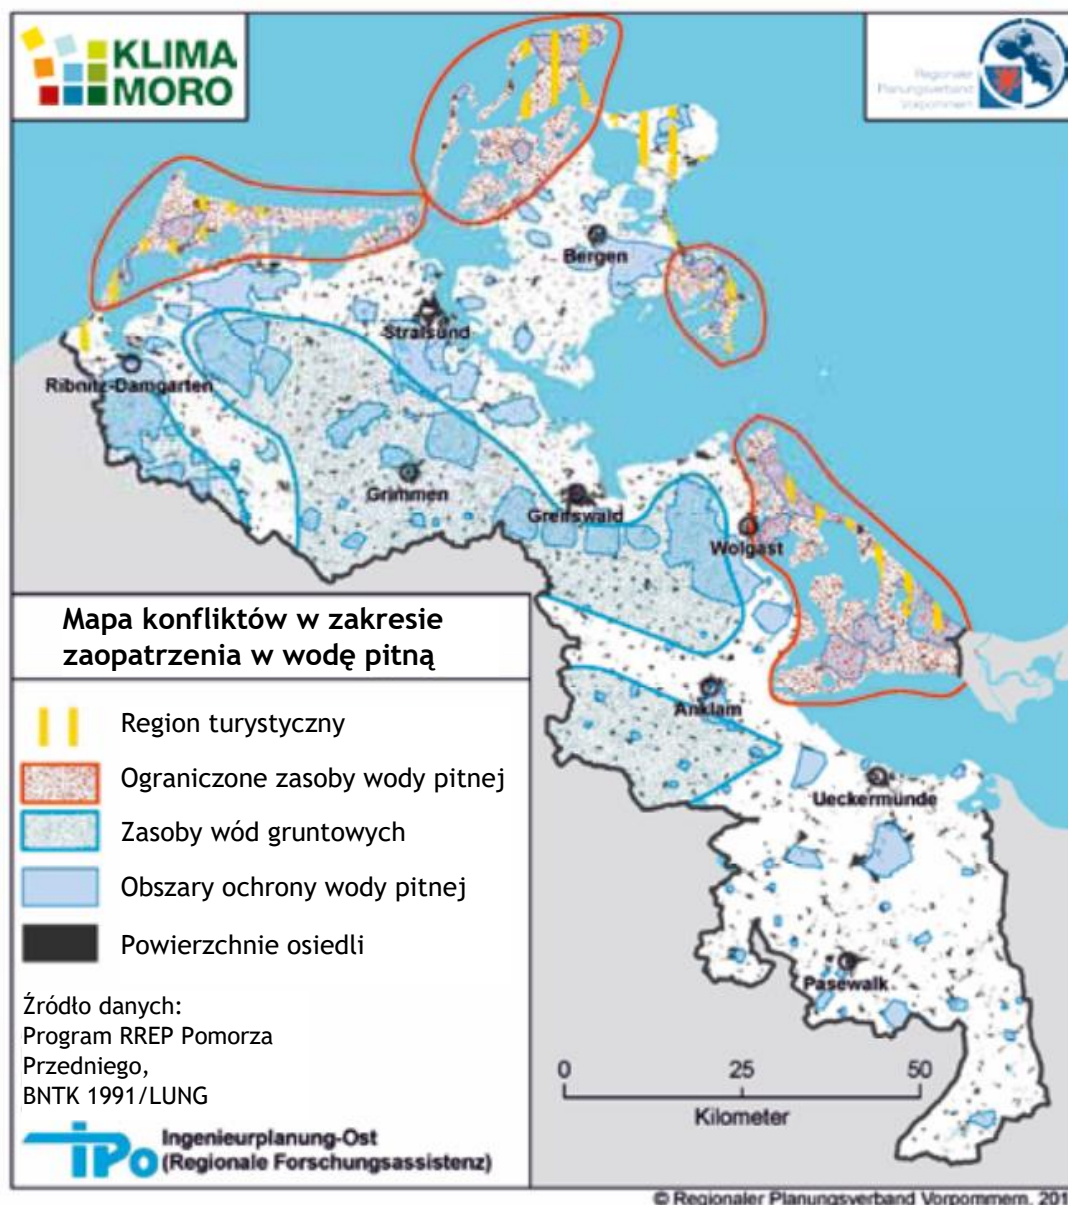 KLIMA
MORO
Regionaler
Planungsverband
Vorpommern
Bergen
Stralsund
Ribnitz-Damgarten
Grimmen
Greifswald
Wolgast
Anklam
Ueckermünde
Pasewalk
Mapa konfliktów w zakresie
zaopatrzenia w wodę pitną
Region turystyczny
Ograniczone zasoby wody pitnej
Zasoby wód gruntowych
Obszary ochrony wody pitnej
Powierzchnie osiedli
Źródło danych:
Program RREP Pomorza
Przedniego,
BNTK 1991/LUNG
0 25 50
Kilometer
IPO
Ingenieurplanung-Ost
(Regionale Forschungsassistenz)
© Regionaler Planungsverband Vorpommern, 201